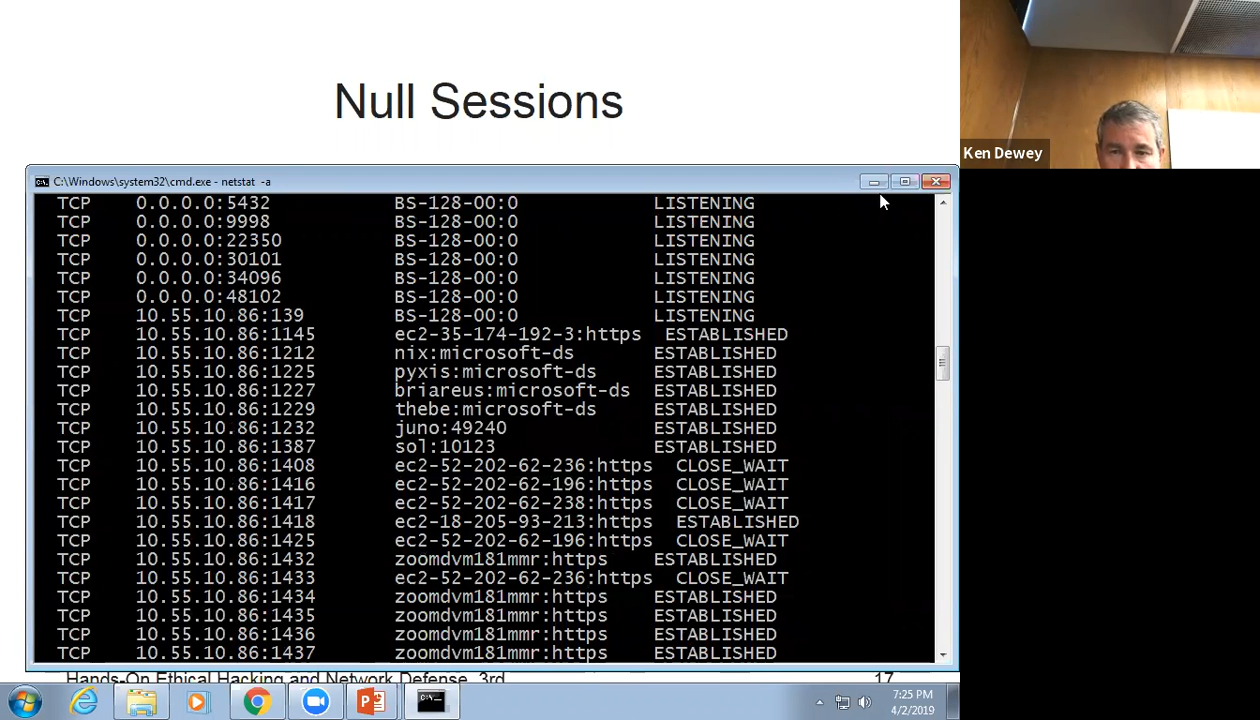 Null Sessions
Ken Dewey
C:\Windows\system32\cmd.exe - netstat -a
TCP 0.0.0.0:5432 BS-128-00:0 LISTENING
TCP 0.0.0.0:9998 BS-128-00:0 LISTENING
TCP 0.0.0.0:22350 BS-128-00:0 LISTENING
TCP 0.0.0.0:30101 BS-128-00:0 LISTENING
TCP 0.0.0.0:34096 BS-128-00:0 LISTENING
TCP 0.0.0.0:48102 BS-128-00:0 LISTENING
TCP 10.55.10.86:139 BS-128-00:0 LISTENING
TCP 10.55.10.86:1145 ec2-35-174-192-3:https ESTABLISHED
TCP 10.55.10.86:1212 nix:microsoft-ds ESTABLISHED
TCP 10.55.10.86:1225 pyxis:microsoft-ds ESTABLISHED
TCP 10.55.10.86:1227 briareus:microsoft-ds ESTABLISHED
TCP 10.55.10.86:1229 thebe:microsoft-ds ESTABLISHED
TCP 10.55.10.86:1232 juno:49240 ESTABLISHED
TCP 10.55.10.86:1387 sol:10123 ESTABLISHED
TCP 10.55.10.86:1408 ec2-52-202-62-236:https CLOSE_WAIT
TCP 10.55.10.86:1416 ec2-52-202-62-196:https CLOSE_WAIT
TCP 10.55.10.86:1417 ec2-52-202-62-238:https CLOSE_WAIT
TCP 10.55.10.86:1418 ec2-18-205-93-213:https ESTABLISHED
TCP 10.55.10.86:1425 ec2-52-202-62-196:https CLOSE_WAIT
TCP 10.55.10.86:1432 zoomdvm181mmr:https ESTABLISHED
TCP 10.55.10.86:1433 ec2-52-202-62-236:https CLOSE_WAIT
TCP 10.55.10.86:1434 zoomdvm181mmr:https ESTABLISHED
TCP 10.55.10.86:1435 zoomdvm181mmr:https ESTABLISHED
TCP 10.55.10.86:1436 zoomdvm181mmr:https ESTABLISHED
TCP 10.55.10.86:1437 zoomdvm181mmr:https ESTABLISHED
Hands-On Ethical Hacking and Network Defense, 3rd 17
7:25 PM
4/2/2019